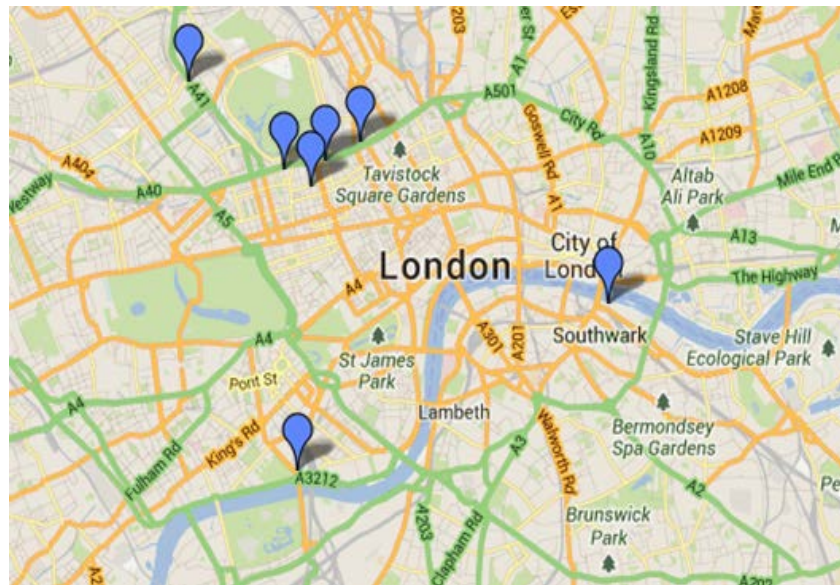 A203
A1
Kingsland Rd
A41
A501
City Rd
A1208
Goswell Rd
A10
A1209
A404
Tavistock
Square Gardens
Altab
Ali Park
Mile End
Westway
A40
A5
A1
A13
City of
London
The Highway
London
A4
A301
A201
Southwark
Stave Hill
Ecological Park
A4
St James
Park
Pont St
Lambeth
A4
King's Rd
Fulham Rd
Walworth Rd
Bermondsey
Spa Gardens
A3
A3212
A2
A203
Clapham Rd
Brunswick
Park
A202